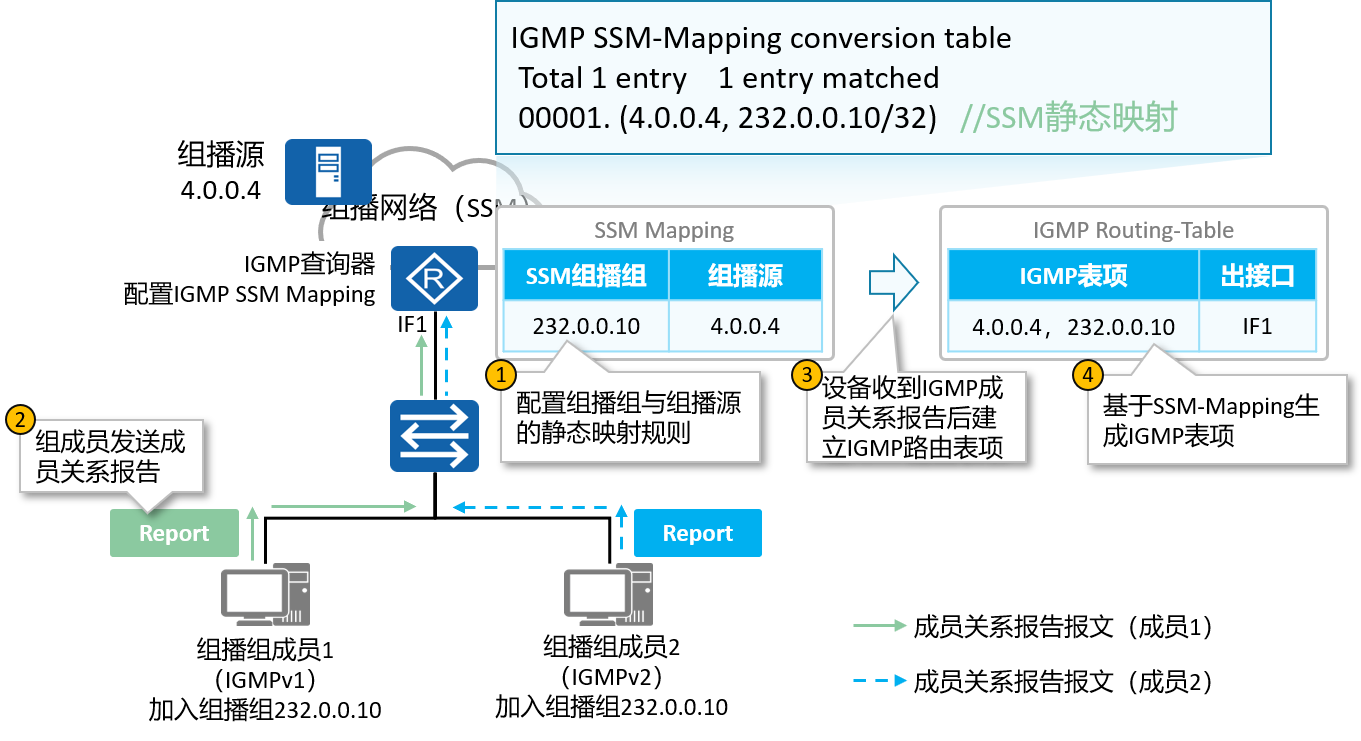 IGMP SSM-Mapping conversion table
Total 1 entry 1 entry matched
00001. (4.0.0.4, 232.0.0.10/32) //SSM静态映射
组播源
4.0.0.4
组播网络（SSM）
IGMP查询器
配置IGMP SSM Mapping
R
IF1
SSM Mapping
SSM组播组 组播源
232.0.0.10 4.0.0.4
IGMP Routing-Table
IGMP表项 出接口
4.0.0.4，232.0.0.10 IF1
1
配置组播组与组播源
的静态映射规则
3
设备收到IGMP成
员关系报告后建
立IGMP路由表项
4
基于SSM-Mapping生
成IGMP表项
2
组成员发送成
员关系报告
Report
Report
组播组成员1
（IGMPv1）
加入组播组232.0.0.10
组播组成员2
（IGMPv2）
加入组播组232.0.0.10
成员关系报告报文（成员1）
成员关系报告报文（成员2）